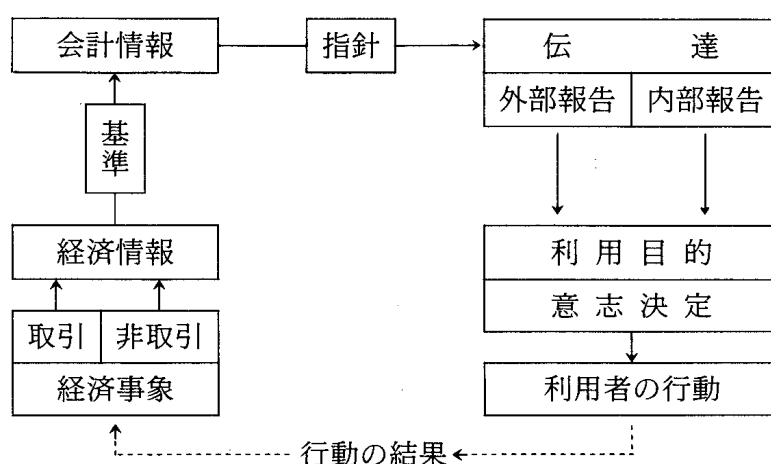 会計情報
指針
伝達
外部報告 内部報告
基準
経済情報
利用目的
意志決定
取引 非取引
経済事象
利用者の行動
行動の結果